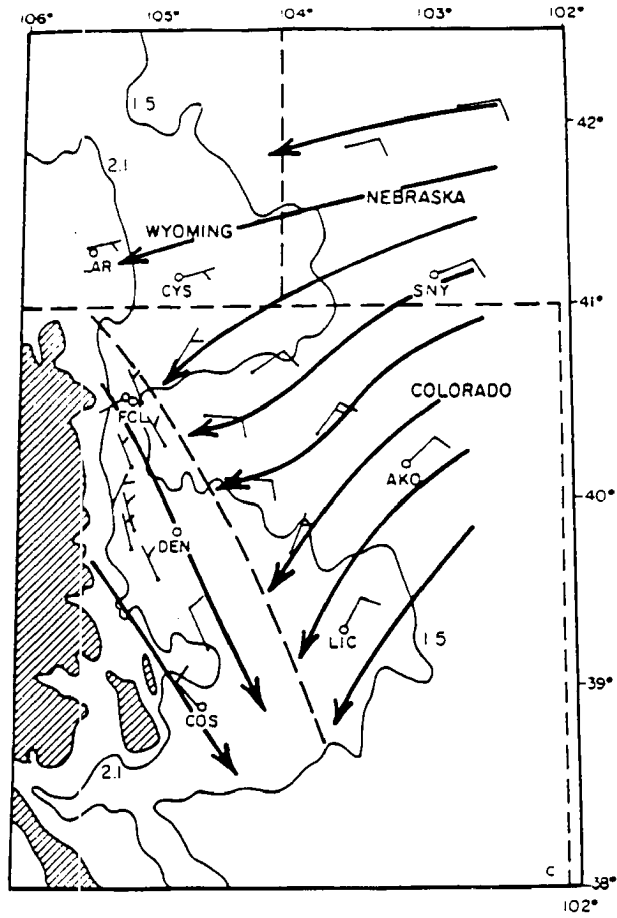 106° 105° 104° 103° 102°
1.5
42°
2.1
NEBRASKA
WYOMING
LAR
CYS
SNY
41°
COLORADO
FCL
AKO
40°
DEN
LIC
1.5
39°
COS
2.1
C
38°
102°